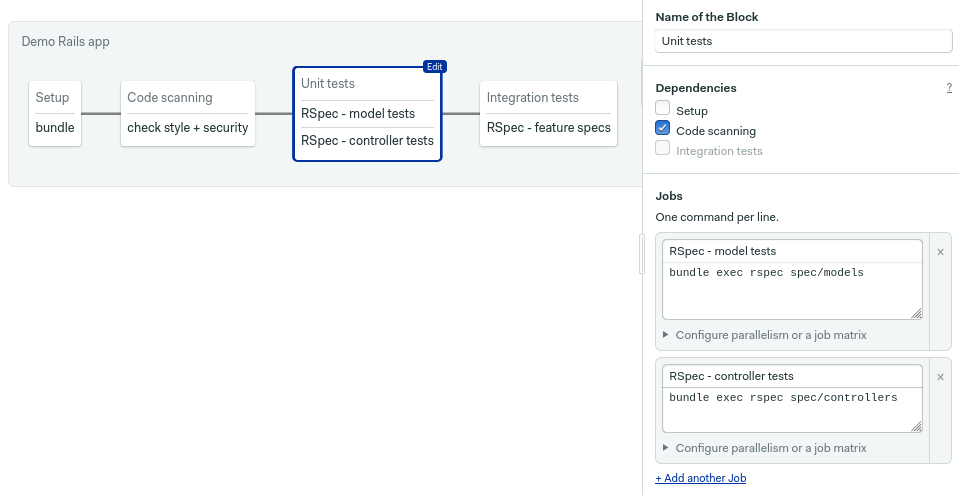 Demo Rails app
Setup
bundle
Code scanning
check style + security
Edit
Unit tests
RSpec - model tests
RSpec - controller tests
Integration tests
RSpec - feature specs
Name of the Block
Unit tests
Dependencies
?
Setup
Code scanning
Integration tests
Jobs
One command per line.
RSpec - model tests
×
bundle exec rspec spec/models
Configure parallelism or a job matrix
RSpec - controller tests
×
bundle exec rspec spec/controllers
Configure parallelism or a job matrix
+ Add another Job